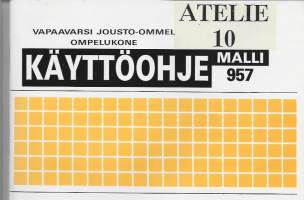 VAPAAVARSI JOUSTO-OMMEL
OMPELUKONE
KÄYTTÖOHJE
MALLI
957
ATELIE
10